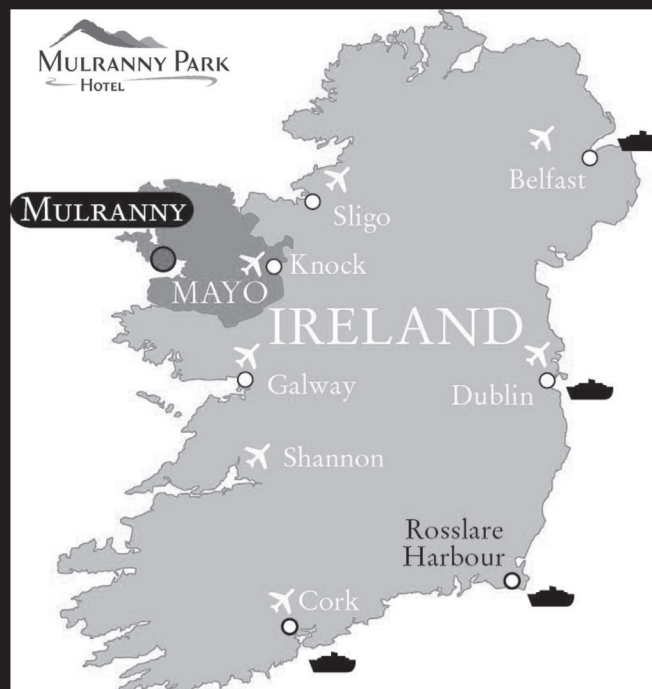 MULRANNY PARK
HOTEL
Belfast
MULRANNY
Sligo
Knock
MAYO
IRELAND
Galway
Dublin
Shannon
Rosslare
Harbour
Cork